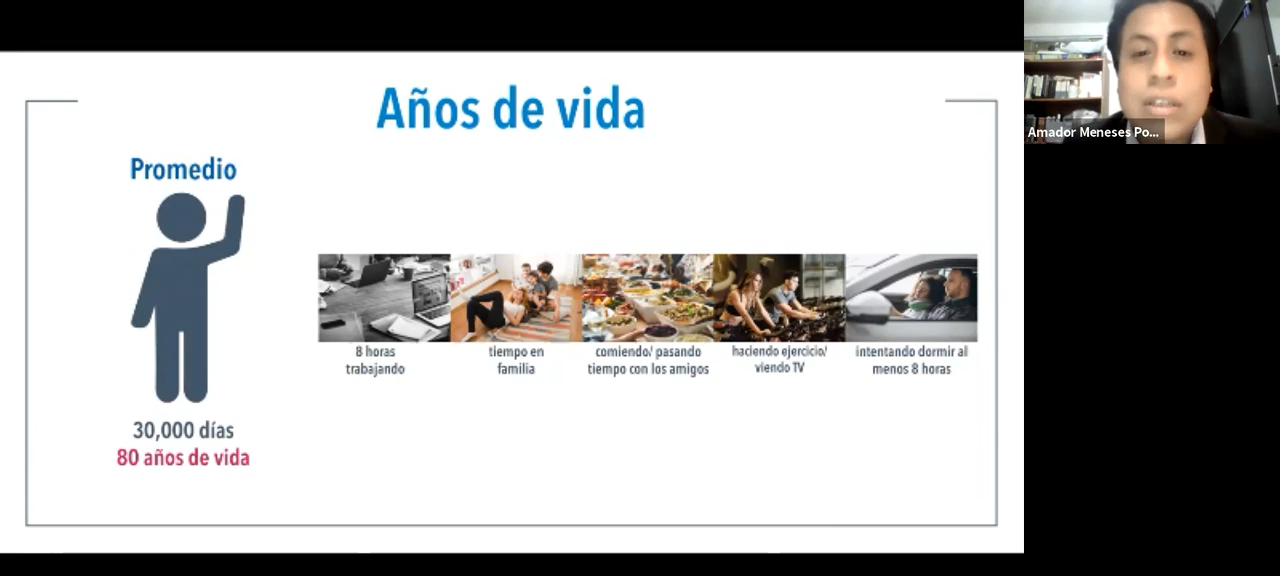 Años de vida
Promedio
8 horas
trabajando
tiempo en
familia
comiendo/ pasando
tiempo con los amigos
haciendo ejercicio/
viendo TV
intentando dormir al
menos 8 horas
30,000 días
80 años de vida
Amador Meneses Po...